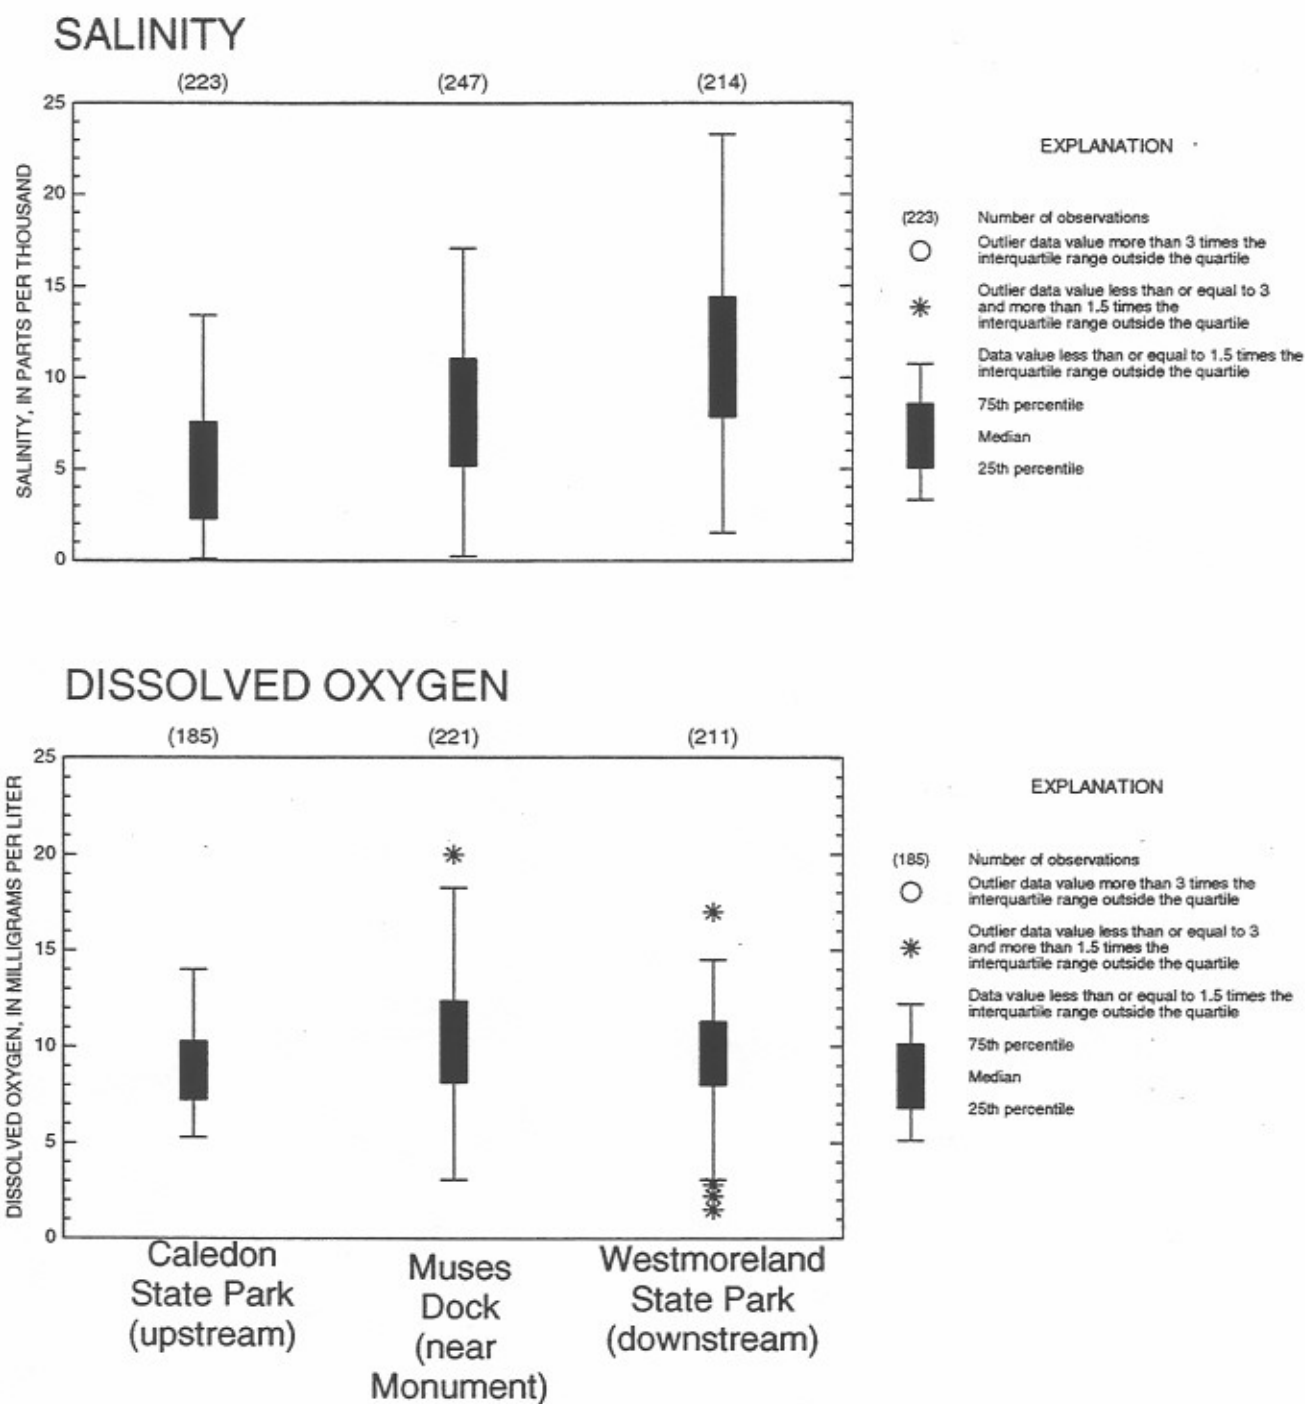 SALINITY
(223) (247) (214)
25
20
15
10
5
0
SALINITY, IN PARTS PER THOUSAND
EXPLANATION
(223) Number of observations
Outlier data value more than 3 times the
interquartile range outside the quartile
Outlier data value less than or equal to 3
and more than 1.5 times the
interquartile range outside the quartile
Data value less than or equal to 1.5 times the
interquartile range outside the quartile
75th percentile
Median
25th percentile
DISSOLVED OXYGEN
(185) (221) (211)
25
20
15
10
5
0
DISSOLVED OXYGEN, IN MILLIGRAMS PER LITER
EXPLANATION
(185) Number of observations
Outlier data value more than 3 times the
interquartile range outside the quartile
Outlier data value less than or equal to 3
and more than 1.5 times the
interquartile range outside the quartile
Data value less than or equal to 1.5 times the
interquartile range outside the quartile
75th percentile
Median
25th percentile
Caledon
State Park
(upstream)
Muses
Dock
(near
Monument)
Westmoreland
State Park
(downstream)